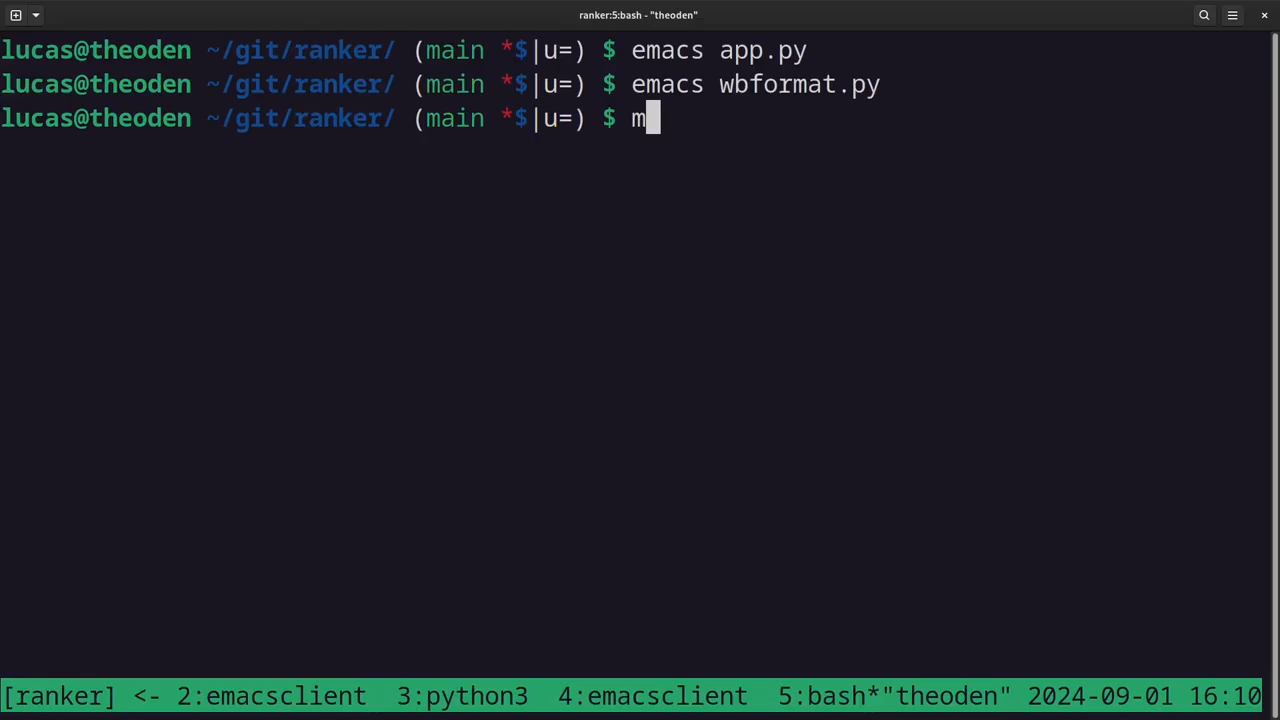 ranker:5:bash - "theoden"
lucas@theoden ~/git/ranker/ (main *$|u=) $ emacs app.py
lucas@theoden ~/git/ranker/ (main *$|u=) $ emacs wbformat.py
lucas@theoden ~/git/ranker/ (main *$|u=) $ m
[ranker] <- 2:emacsclient  3:python3  4:emacsclient  5:bash*"theoden" 2024-09-01 16:10